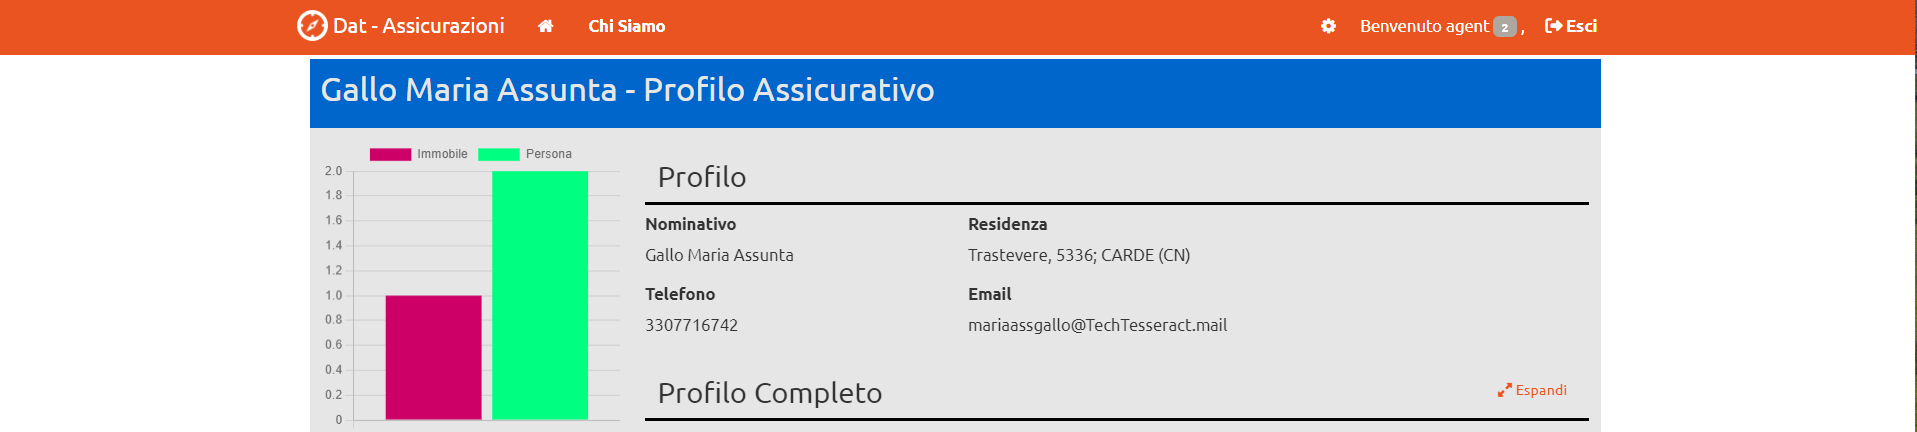 Dat - Assicurazioni Chi Siamo Benvenuto agent 2 , Esci
Gallo Maria Assunta - Profilo Assicurativo
Immobile Persona
2.0
1.8
1.6
1.4
1.2
1.0
0.8
0.6
0.4
0.2
0
Profilo
Nominativo Residenza
Gallo Maria Assunta Trastevere, 5336; CARDE (CN)
Telefono Email
3307716742 mariaassgallo@TechTesseract.mail
Profilo Completo Espandi